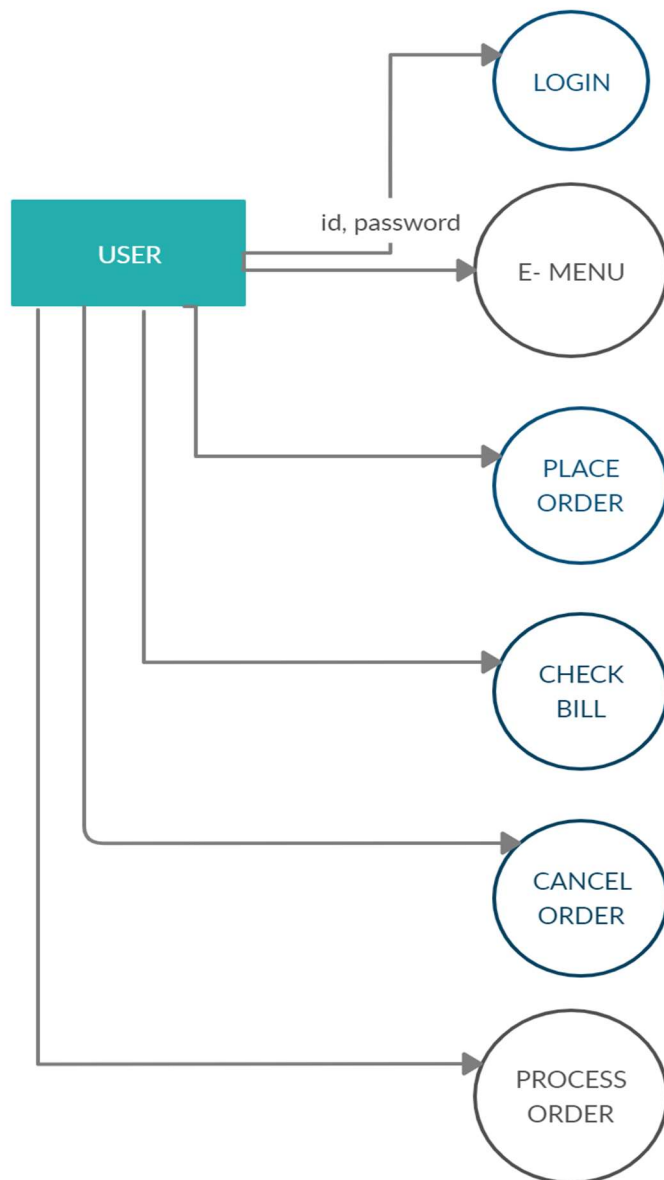 LOGIN
id, password
USER
E- MENU
PLACE
ORDER
CHECK
BILL
CANCEL
ORDER
PROCESS
ORDER